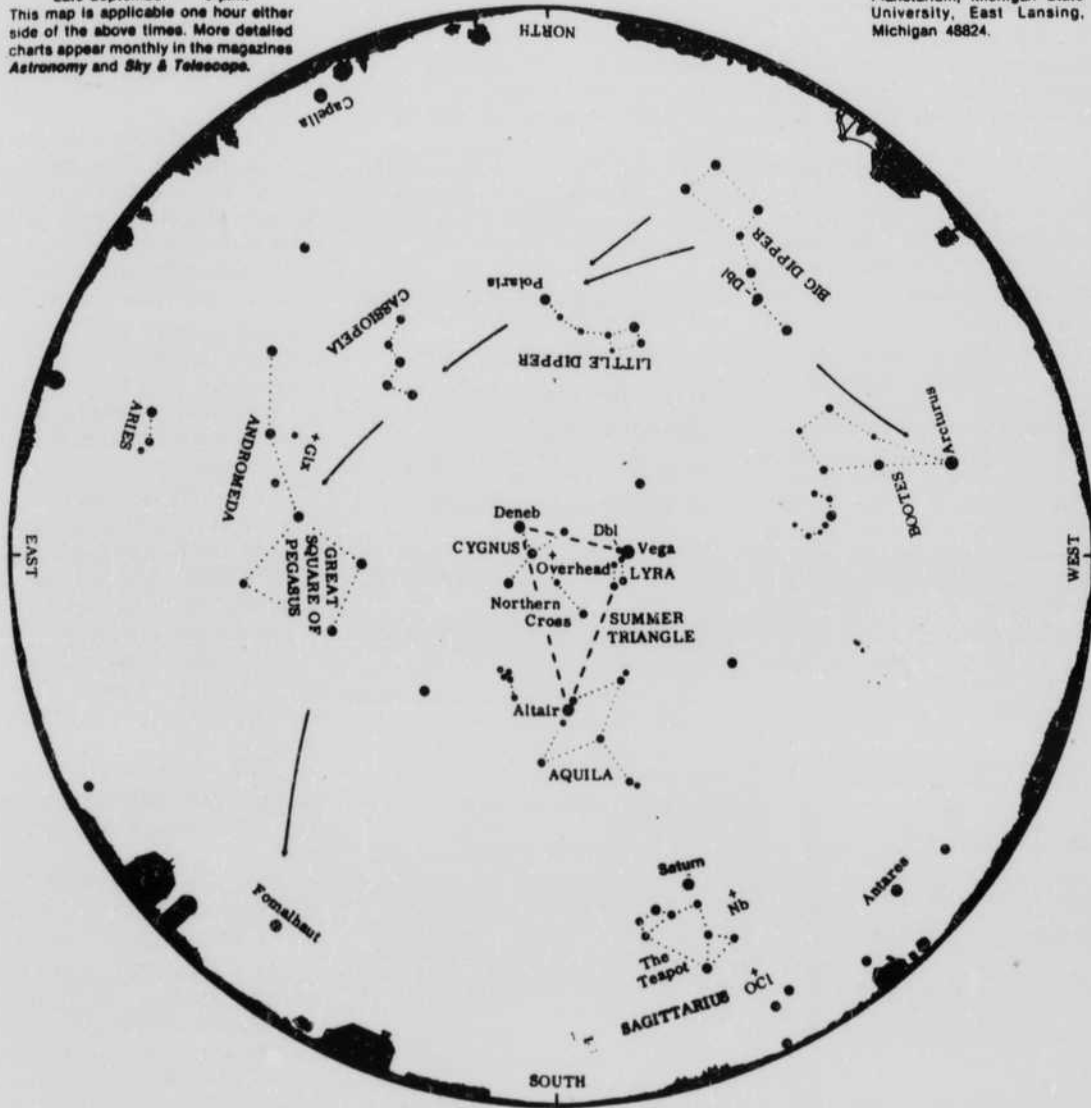 This map is applicable one hour either
side of the above times. More detailed
charts appear monthly in the magazines
Astronomy and Sky & Telescope.
University, East Lansing,
Michigan 48824.
NORTH
Capella
BIG DIPPER
Dbl
Polaris
CASSIOPEIA
LITTLE DIPPER
Arcturus
ARIES
ANDROMEDA
+Glx
BOOTES
Deneb
Dbl
EAST
CYGNUS
Vega
WEST
+
Overhead
LYRA
GREAT
SQUARE OF
PEGASUS
Northern
Cross
SUMMER
TRIANGLE
Altair
AQUILA
Saturn
+
Nb
Antares
Fomalhaut
The
Teapot
+
OCl
SAGITTARIUS
SOUTH